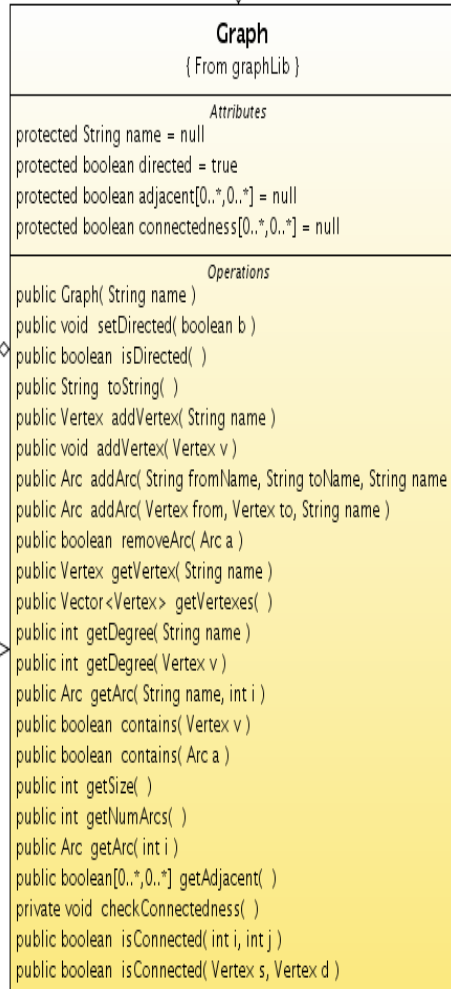 Graph
{ From graphLib }
Attributes
protected String name = null
protected boolean directed = true
protected boolean adjacent[0..*,0..*] = null
protected boolean connectedness[0..*,0..*] = null
Operations
public Graph( String name )
public void setDirected( boolean b )
public boolean isDirected( )
public String toString( )
public Vertex addVertex( String name )
public void addVertex( Vertex v )
public Arc addArc( String fromName, String toName, String name
public Arc addArc( Vertex from, Vertex to, String name )
public boolean removeArc( Arc a )
public Vertex getVertex( String name )
public Vector<Vertex> getVertexes( )
public int getDegree( String name )
public int getDegree( Vertex v )
public Arc getArc( String name, int i )
public boolean contains( Vertex v )
public boolean contains( Arc a )
public int getSize( )
public int getNumArcs( )
public Arc getArc( int i )
public boolean[0..*,0..*] getAdjacent( )
private void checkConnectedness( )
public boolean isConnected( int i, int j )
public boolean isConnected( Vertex s, Vertex d )